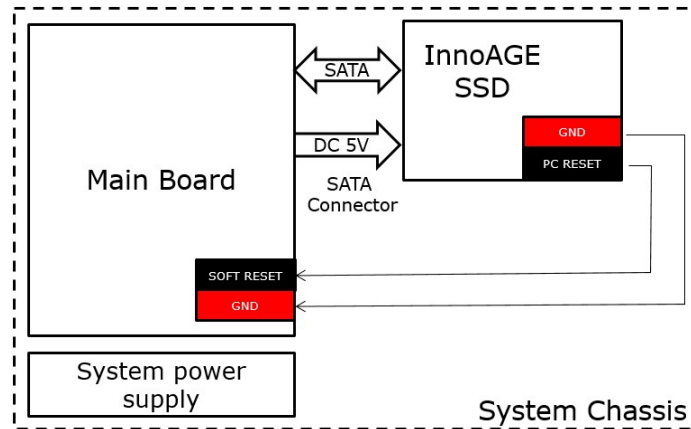 InnoAGE
SSD
SATA
GND
DC 5V
PC RESET
Main Board
SATA
Connector
SOFT RESET
GND
System power
supply
System Chassis